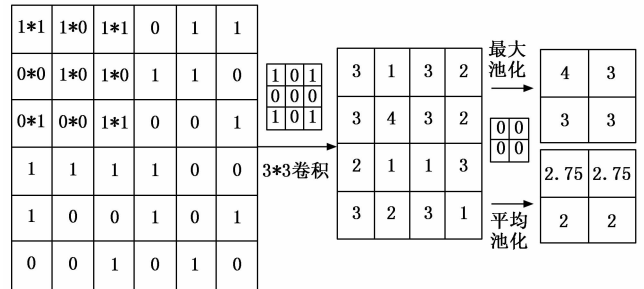 1*1 1*0 1*1 0 1 1
0*0 1*0 1*0 1 1 0
0*1 0*0 1*1 0 0 1
1 1 1 1 0 0
1 0 0 1 0 1
0 0 1 0 1 0
1 0 1
0 0 0
1 0 1
3*3卷积
3 1 3 2
3 4 3 2
2 1 1 3
3 2 3 1
最大
池化
0 0
0 0
平均
池化
4 3
3 3
2.75 2.75
2 2